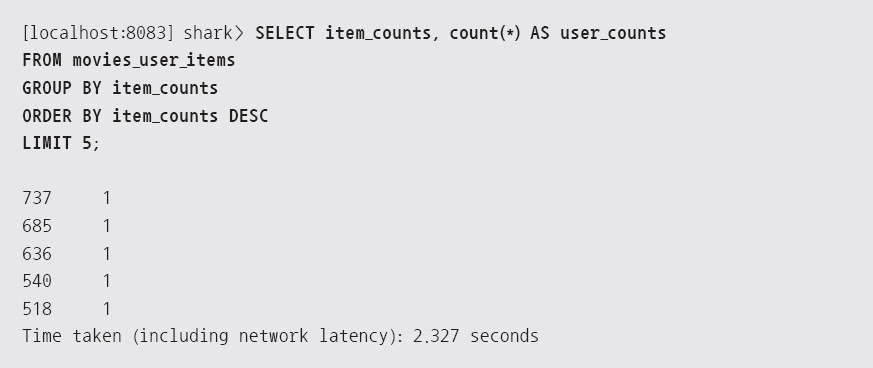 [localhost:8083] shark> SELECT item_counts, count(*) AS user_counts
FROM movies_user_items
GROUP BY item_counts
ORDER BY item_counts DESC
LIMIT 5;
737 1
685 1
636 1
540 1
518 1
Time taken (including network latency): 2.327 seconds